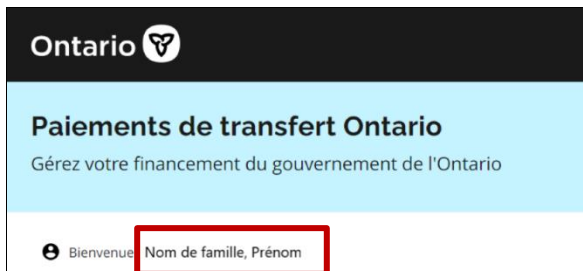 Ontario
Paiements de transfert Ontario
Gérez votre financement du gouvernement de l'Ontario
Bienvenue Nom de famille, Prénom